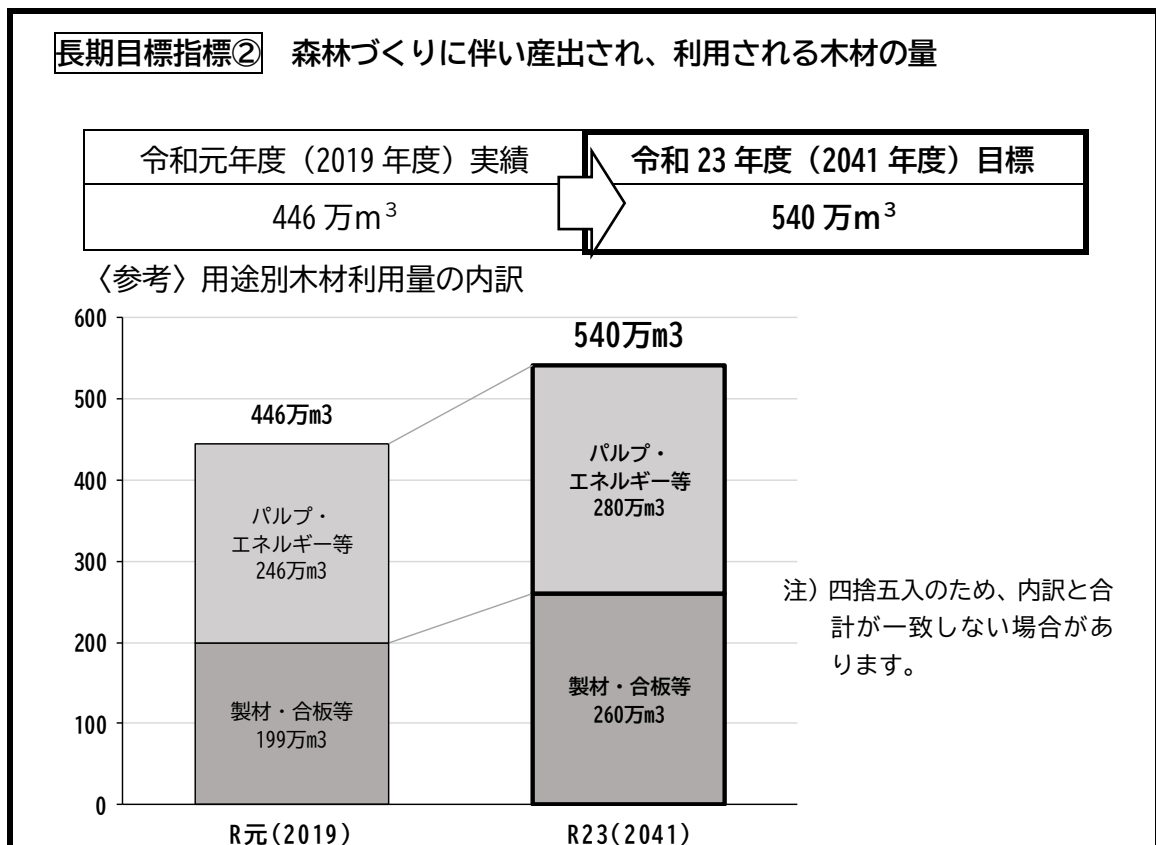 長期目標指標② 森林づくりに伴い産出され、利用される木材の量
令和元年度（2019 年度）実績
令和 23 年度（2041 年度）目標
446 万m³
540 万m³
〈参考〉用途別木材利用量の内訳
600
500
400
300
200
100
0
446万m3
パルプ・
エネルギー等
246万m3
製材・合板等
199万m3
R元(2019)
540万m3
パルプ・
エネルギー等
280万m3
製材・合板等
260万m3
R23(2041)
注）四捨五入のため、内訳と合
計が一致しない場合があ
ります。